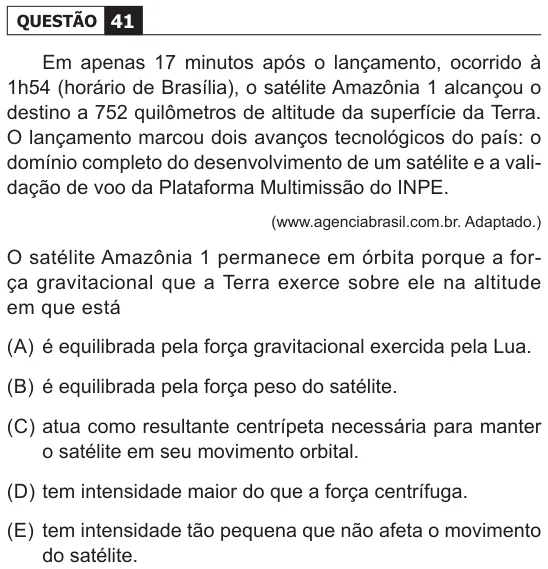 QUESTÃO 41
Em apenas 17 minutos após o lançamento, ocorrido à
1h54 (horário de Brasília), o satélite Amazônia 1 alcançou o
destino a 752 quilômetros de altitude da superfície da Terra.
O lançamento marcou dois avanços tecnológicos do país: o
domínio completo do desenvolvimento de um satélite e a vali-
dação de voo da Plataforma Multimissão do INPE.
(www.agenciabrasil.com.br. Adaptado.)
O satélite Amazônia 1 permanece em órbita porque a for-
ça gravitacional que a Terra exerce sobre ele na altitude
em que está
(A) é equilibrada pela força gravitacional exercida pela Lua.
(B) é equilibrada pela força peso do satélite.
(C) atua como resultante centrípeta necessária para manter
o satélite em seu movimento orbital.
(D) tem intensidade maior do que a força centrífuga.
(E) tem intensidade tão pequena que não afeta o movimento
do satélite.